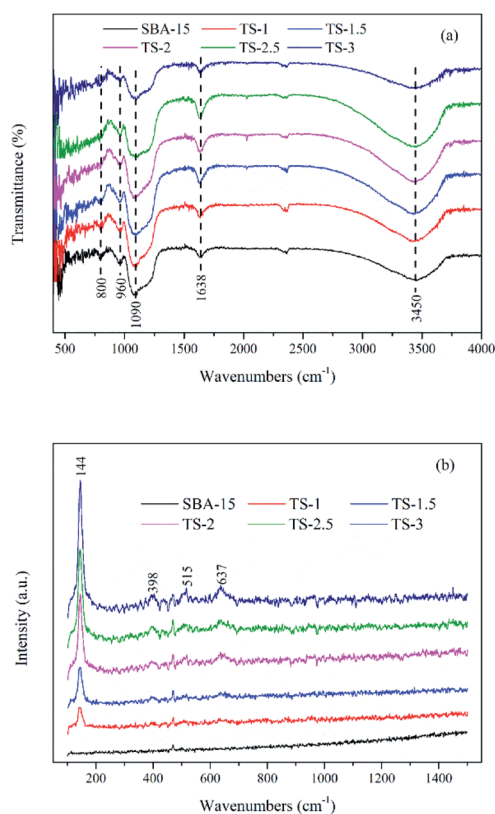 SBA-15 TS-1 TS-1.5
TS-2 TS-2.5 TS-3
(a)
Transmittance (%)
800
960
1090
1638
3450
500 1000 1500 2000 2500 3000 3500 4000
Wavenumbers (cm-1)
(b)
144
SBA-15 TS-1 TS-1.5
TS-2 TS-2.5 TS-3
398
515
637
Intensity (a.u.)
200 400 600 800 1000 1200 1400
Wavenumbers (cm-1)